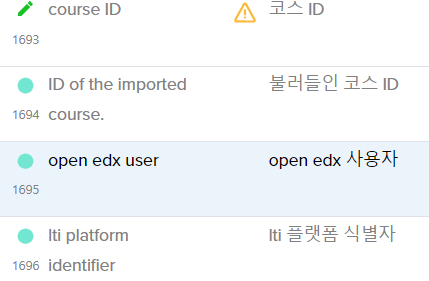 course ID 코스 ID
1693
ID of the imported 불러들인 코스 ID
1694 course.
open edx user open edx 사용자
1695
lti platform lti 플랫폼 식별자
1696 identifier